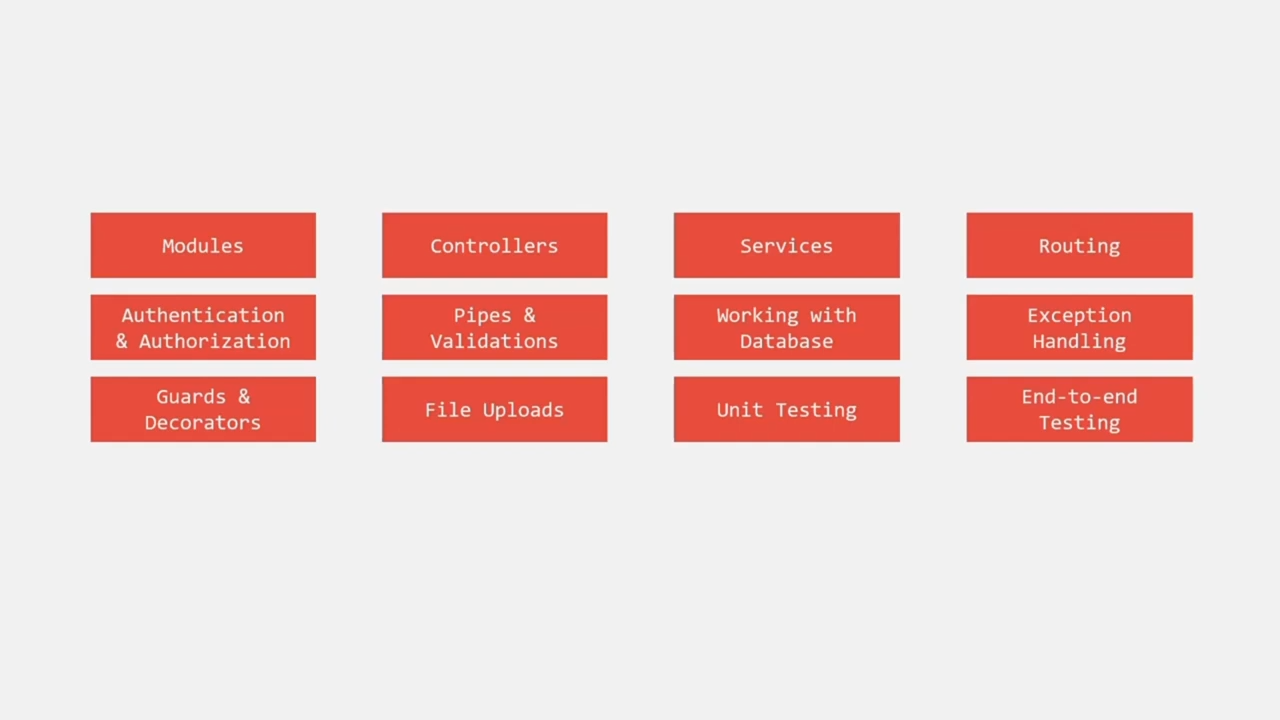 Modules
Controllers
Services
Routing
Authentication
& Authorization
Pipes &
Validations
Working with
Database
Exception
Handling
Guards &
Decorators
File Uploads
Unit Testing
End-to-end
Testing